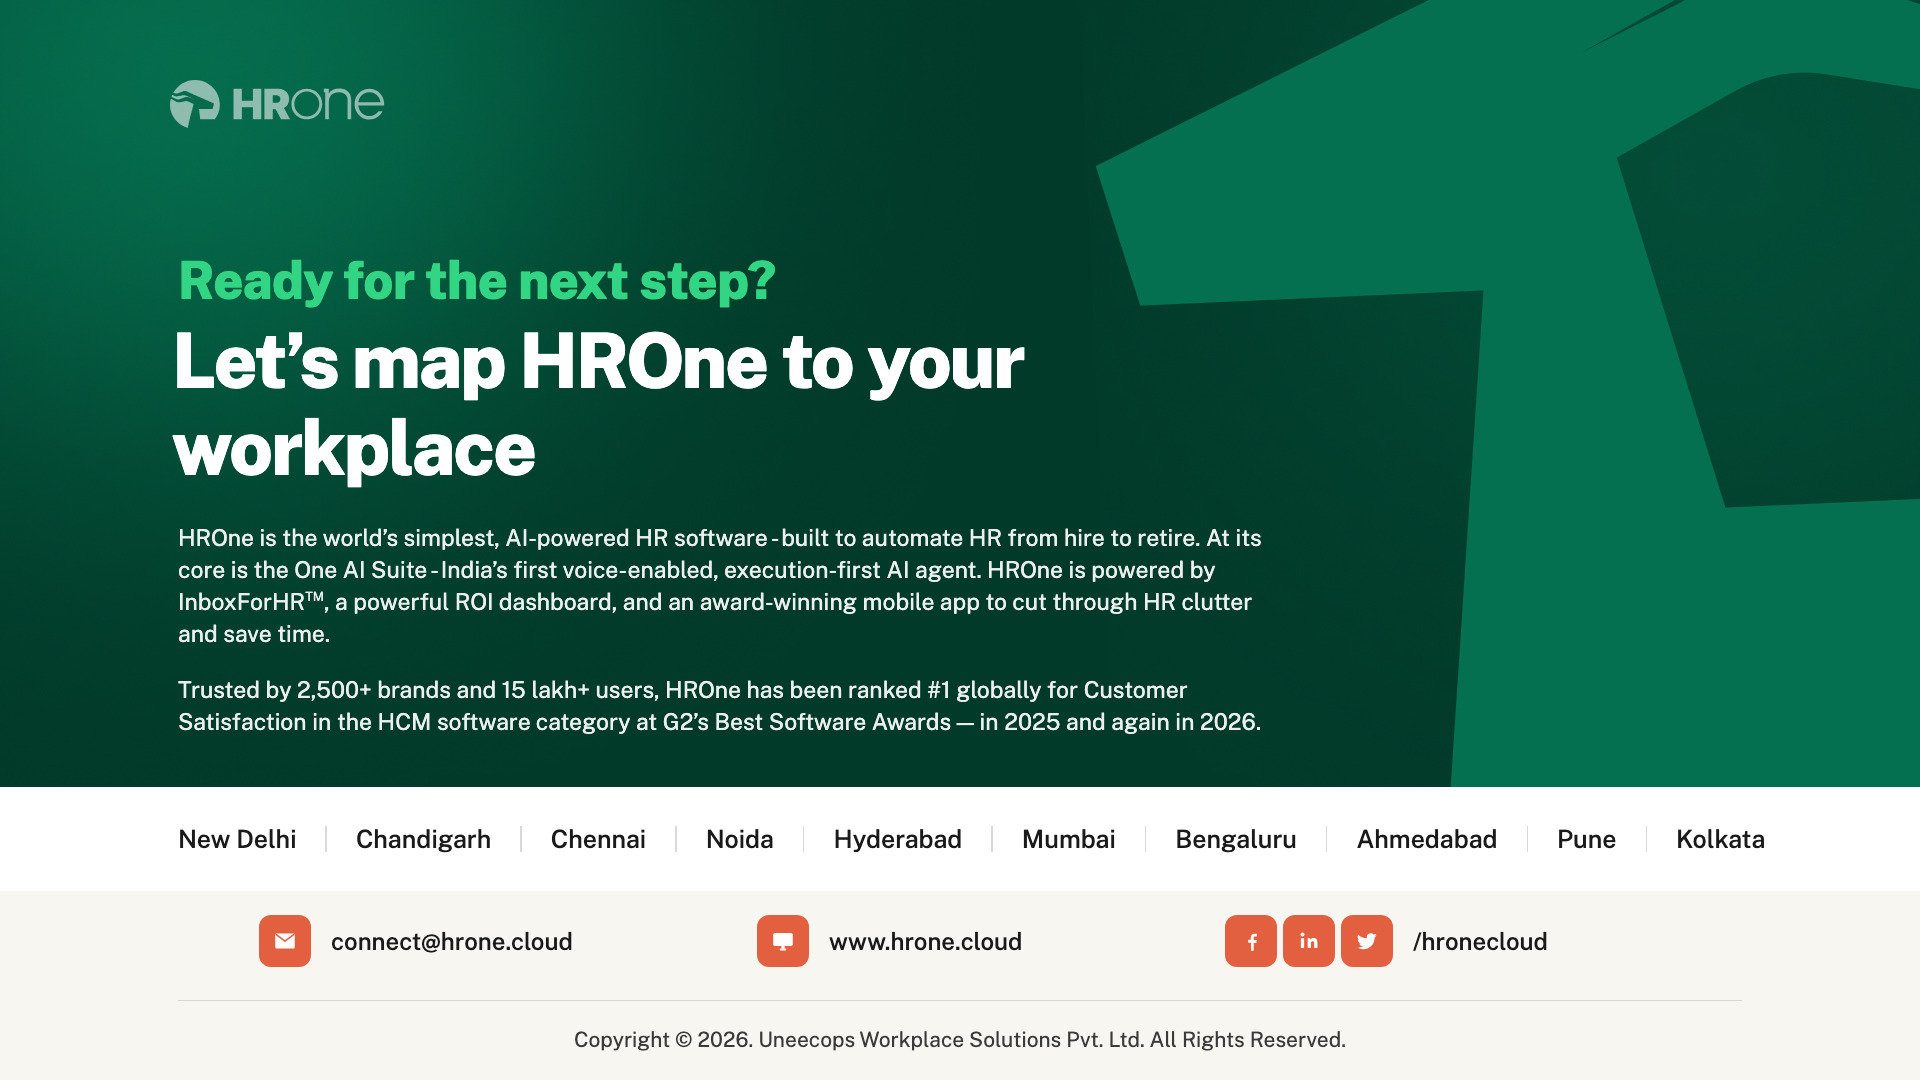 HRone
Ready for the next step?
Let’s map HROne to your
workplace
HROne is the world’s simplest, AI-powered HR software - built to automate HR from hire to retire. At its
core is the One AI Suite - India’s first voice-enabled, execution-first AI agent. HROne is powered by
InboxForHR™, a powerful ROI dashboard, and an award-winning mobile app to cut through HR clutter
and save time.
Trusted by 2,500+ brands and 15 lakh+ users, HROne has been ranked #1 globally for Customer
Satisfaction in the HCM software category at G2’s Best Software Awards — in 2025 and again in 2026.
New Delhi Chandigarh Chennai Noida Hyderabad Mumbai Bengaluru Ahmedabad Pune Kolkata
connect@hrone.cloud www.hrone.cloud /hronecloud
Copyright © 2026. Uneecops Workplace Solutions Pvt. Ltd. All Rights Reserved.